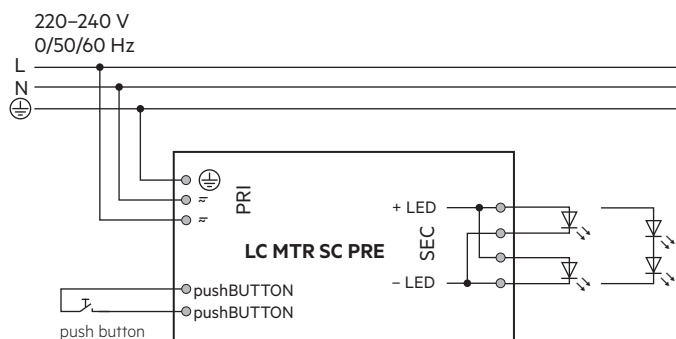 220–240 V
0/50/60 Hz
L
N
PRI
+ LED
SEC
LC MTR SC PRE
– LED
pushBUTTON
pushBUTTON
push button